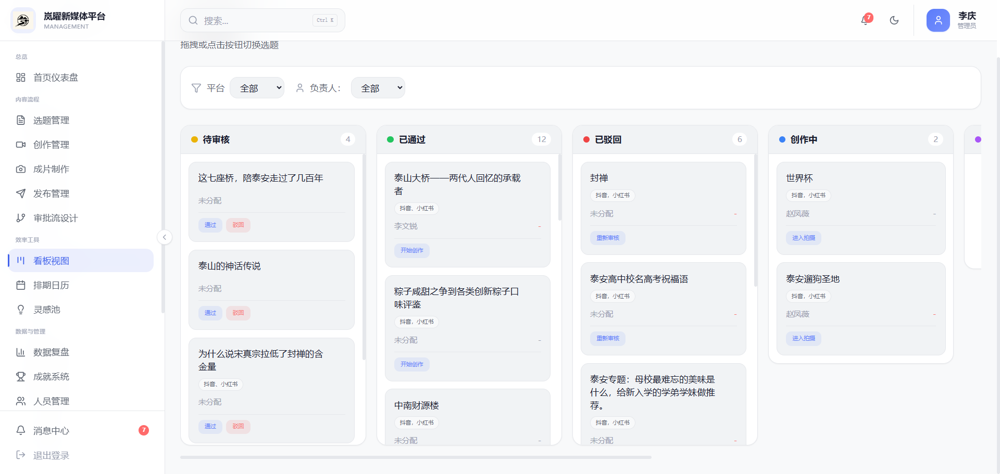 岚曜新媒体平台
MANAGEMENT
搜索...
Ctrl K
7
李庆
管理员
总览
首页仪表盘
内容流程
选题管理
创作管理
成片制作
发布管理
审批流设计
效率工具
看板视图
排期日历
灵感池
数据与管理
数据复盘
成就系统
人员管理
消息中心
7
退出登录
拖拽或点击按钮切换选题
平台
全部
负责人：
全部
待审核
4
这七座桥，陪泰安走过了几百年
未分配
通过
驳回
泰山的神话传说
未分配
通过
驳回
为什么说宋真宗拉低了封禅的含
金量
抖音、小红书
未分配
通过
驳回
已通过
12
泰山大桥——两代人回忆的承载
者
抖音、小红书
李文锐
-
开始创作
粽子咸甜之争到各类创新粽子口
味评鉴
抖音，小红书
未分配
-
开始创作
中南财源楼
抖音，小红书
未分配
-
已驳回
6
封禅
抖音，小红书
未分配
-
重新审核
泰安高中校名高考祝福语
抖音，小红书
未分配
-
重新审核
泰安专题：母校最难忘的美味是
什么，给新入学的学弟学妹做推
荐。
抖音，小红书
未分配
-
创作中
2
世界杯
抖音，小红书
赵凤薇
-
进入拍摄
泰安遛狗圣地
抖音，小红书
赵凤薇
-
进入拍摄